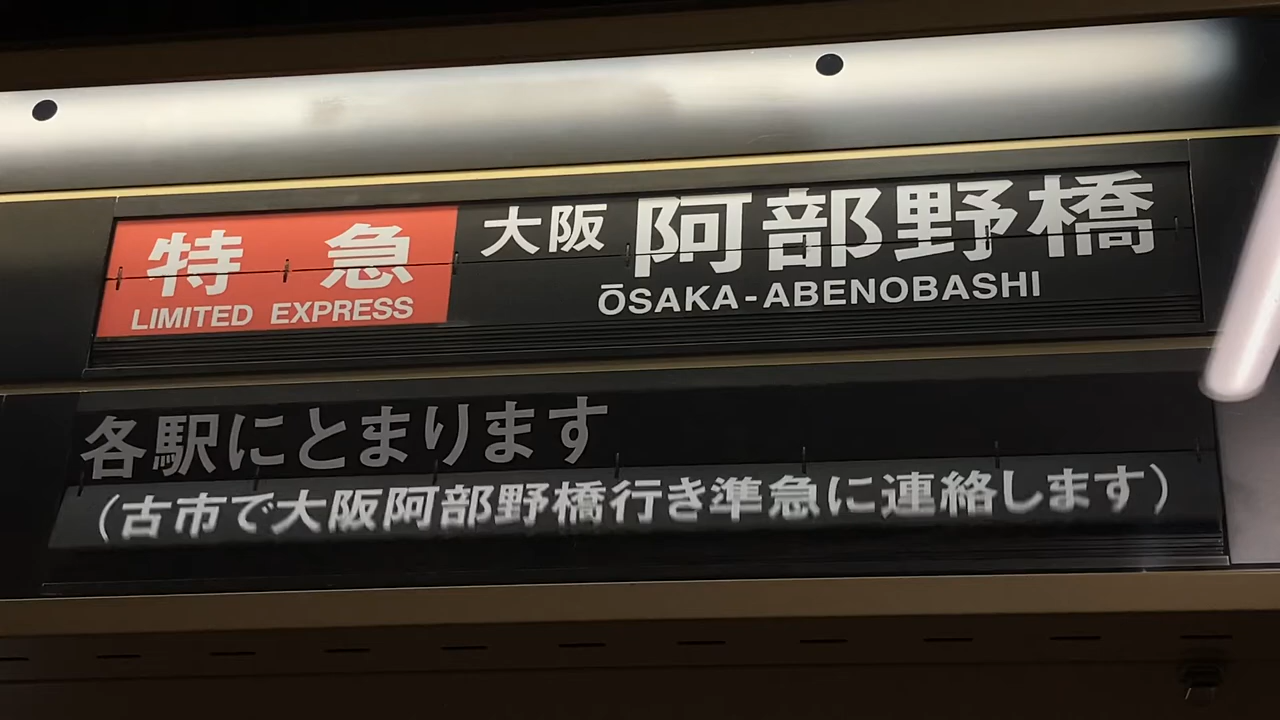 特急 大阪 阿部野橋
LIMITED EXPRESS ŌSAKA-ABENOBASHI
各駅にとまります
(古市で大阪阿部野橋行き準急に連絡します)